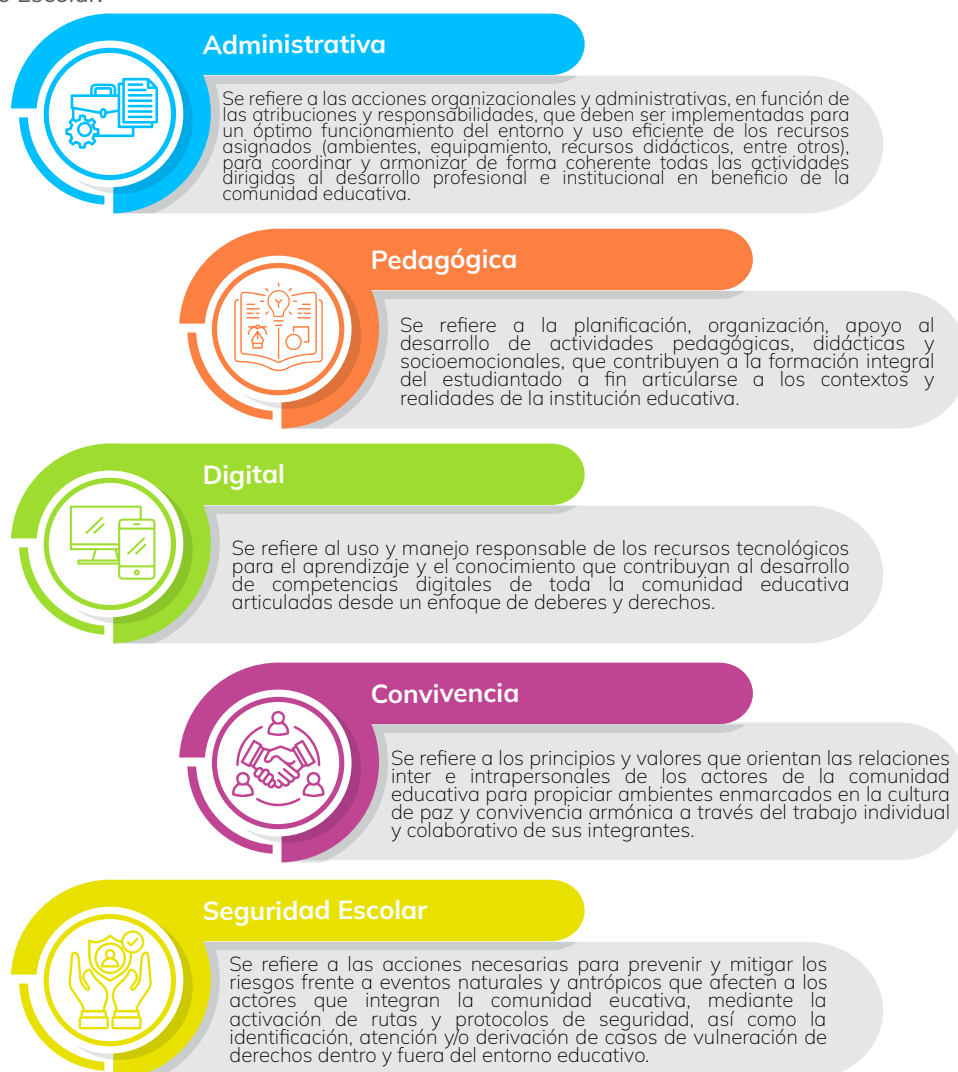 Escolar.
Administrativa
Se refiere a las acciones organizacionales y administrativas, en función de
las atribuciones y responsabilidades, que deben ser implementadas para
un óptimo funcionamiento del entorno y uso eficiente de los recursos
asignados (ambientes, equipamiento, recursos didácticos, entre otros),
para coordinar y armonizar de forma coherente todas las actividades
dirigidas al desarrollo profesional e institucional en beneficio de la
comunidad educativa.
Pedagógica
Se refiere a la planificación, organización, apoyo al
desarrollo de actividades pedagógicas, didácticas y
socioemocionales, que contribuyen a la formación integral
del estudiantado a fin articularse a los contextos y
realidades de la institución educativa.
Digital
Se refiere al uso y manejo responsable de los recursos tecnológicos
para el aprendizaje y el conocimiento que contribuyan al desarrollo
de competencias digitales de toda la comunidad educativa
articuladas desde un enfoque de deberes y derechos.
Convivencia
Se refiere a los principios y valores que orientan las relaciones
inter e intrapersonales de los actores de la comunidad
educativa para propiciar ambientes enmarcados en la cultura
de paz y convivencia armónica a través del trabajo individual
y colaborativo de sus integrantes.
Seguridad Escolar
Se refiere a las acciones necesarias para prevenir y mitigar los
riesgos frente a eventos naturales y antrópicos que afecten a los
actores que integran la comunidad eucativa, mediante la
activación de rutas y protocolos de seguridad, así como la
identificación, atención y/o derivación de casos de vulneración de
derechos dentro y fuera del entorno educativo.